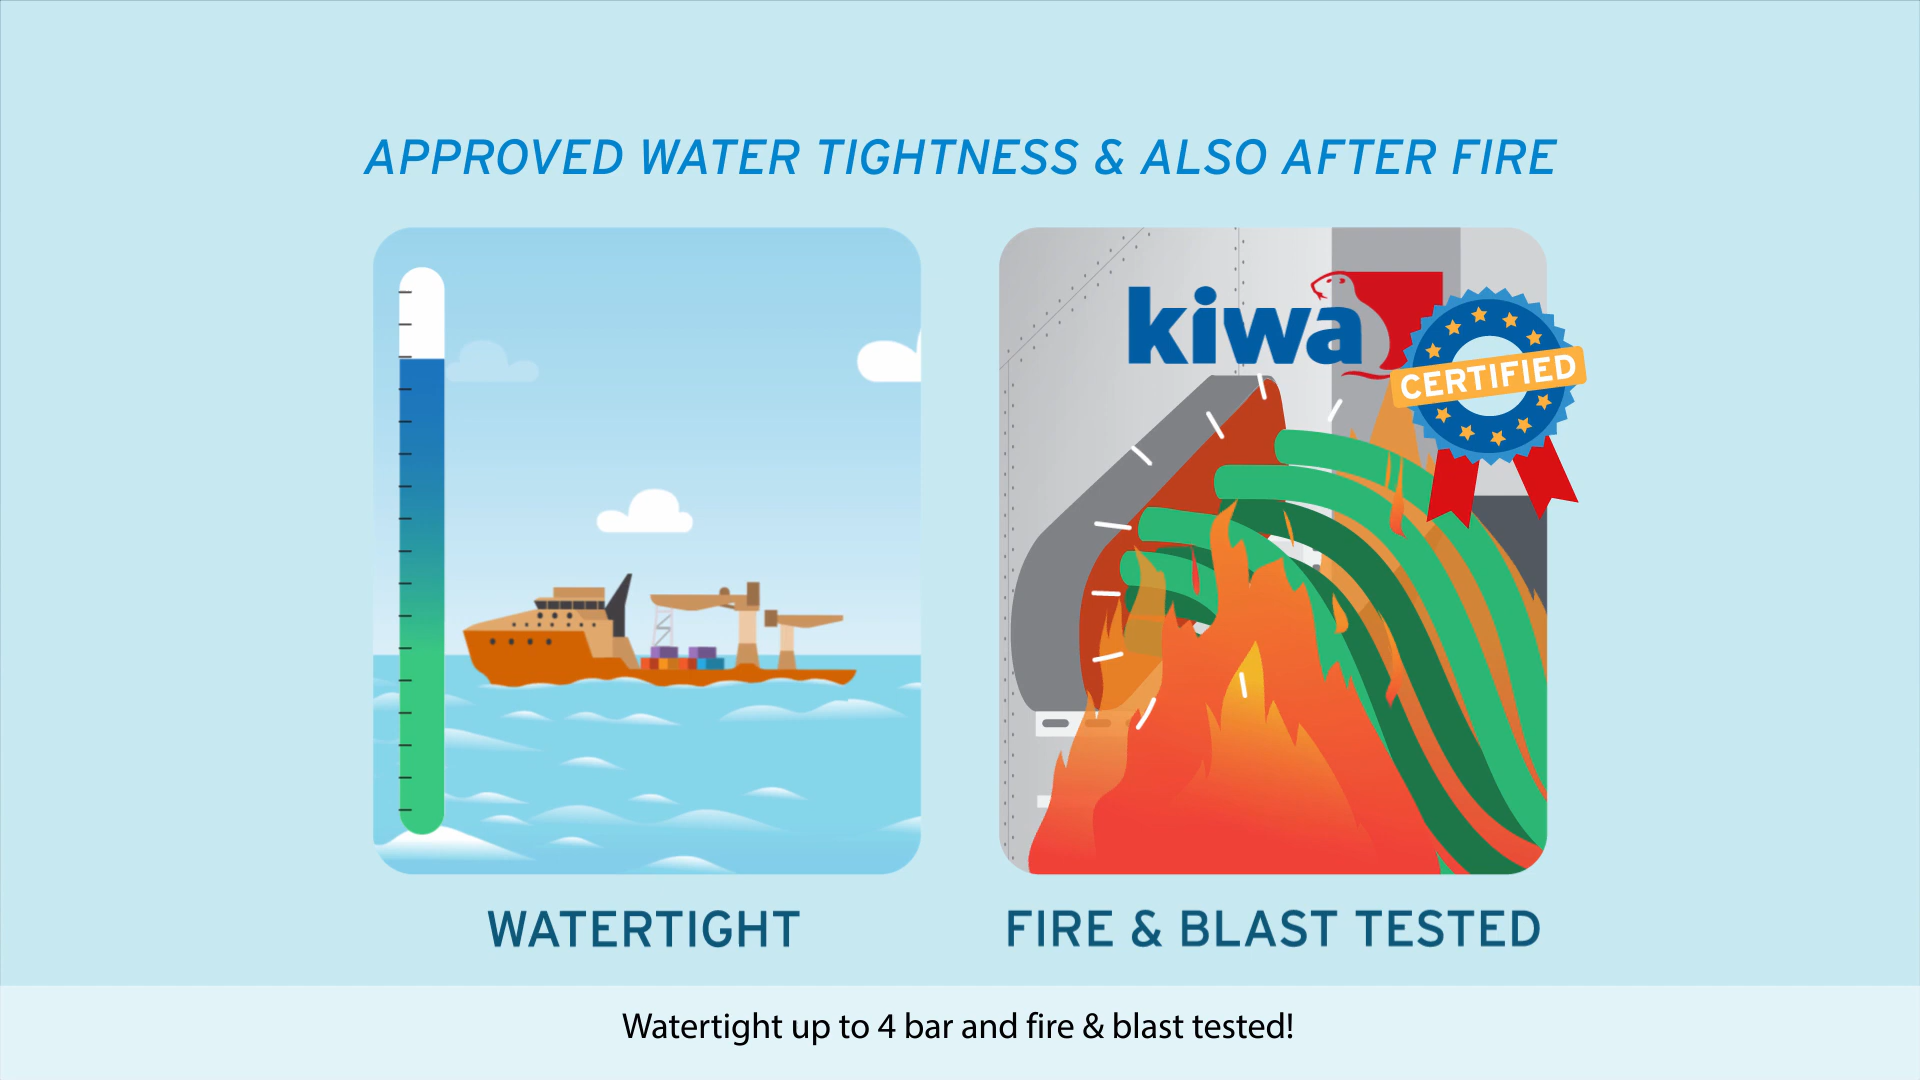 APPROVED WATER TIGHTNESS & ALSO AFTER FIRE
kiwa
CERTIFIED
WATERTIGHT
FIRE & BLAST TESTED
Watertight up to 4 bar and fire & blast tested!